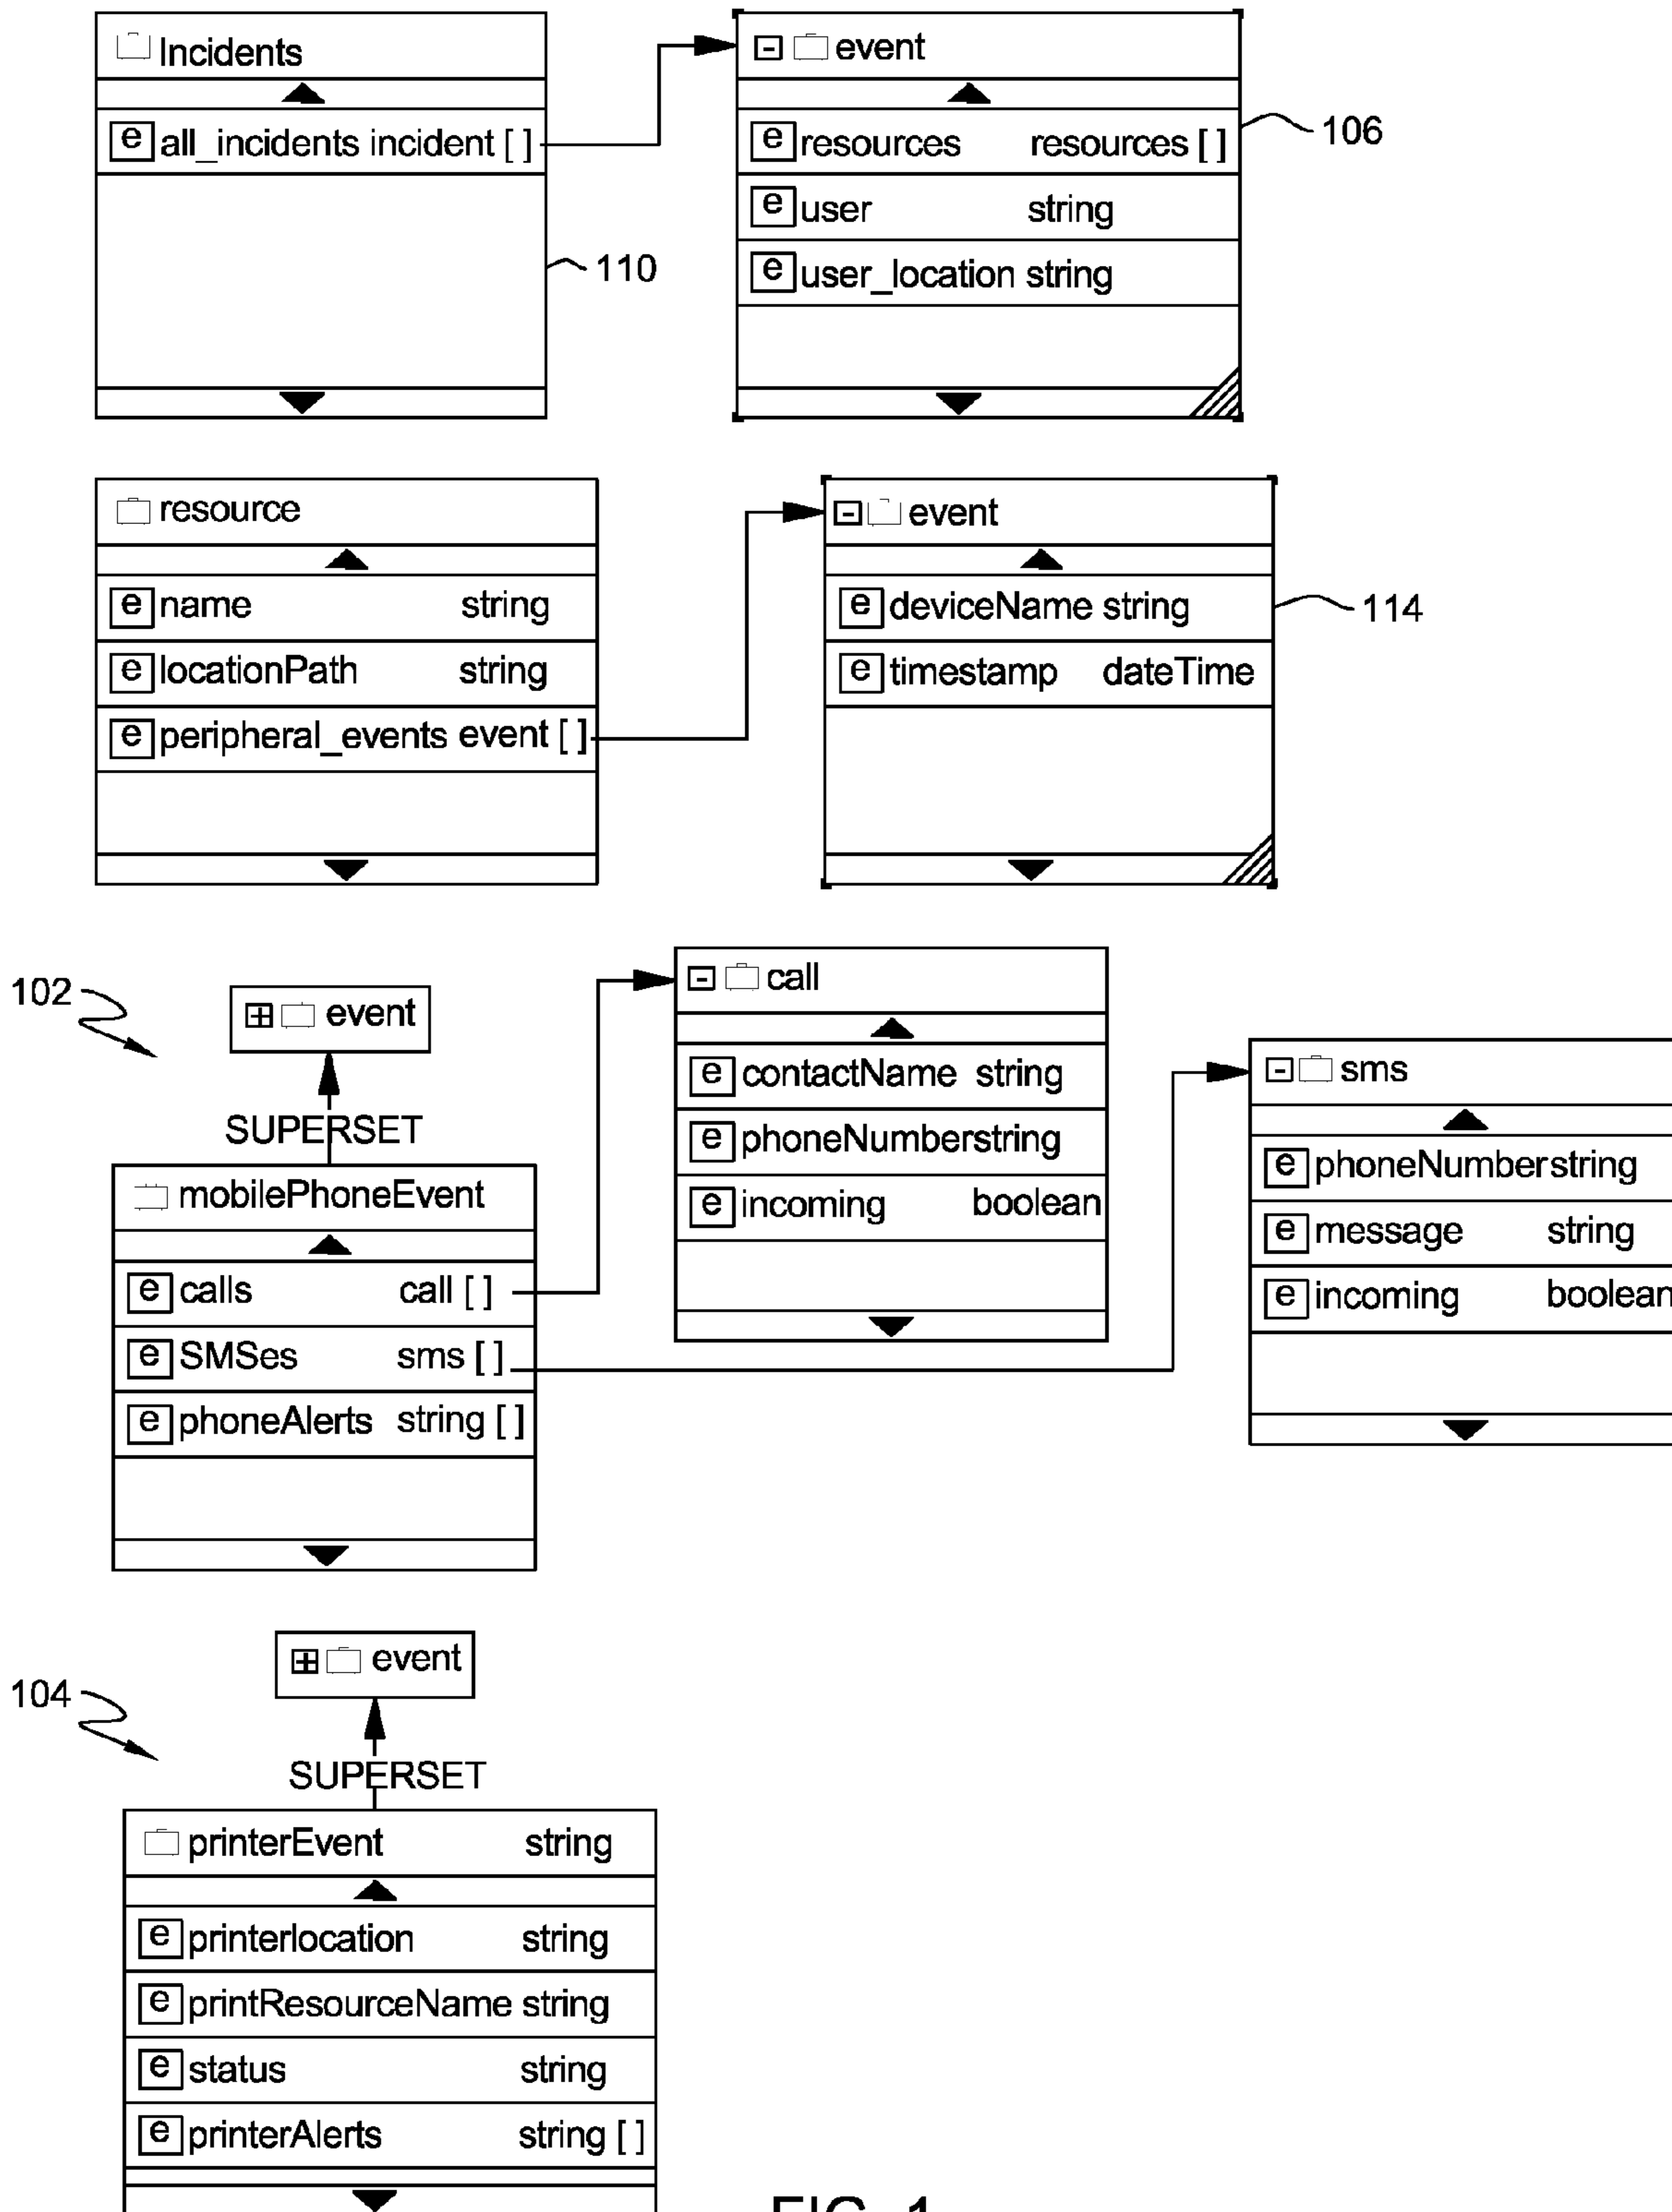 Incidents
e all_incidents incident [ ]
110
event
e resources resources [ ]
e user string
e user_location string
106
resource
e name string
e locationPath string
e peripheral_events event [ ]
event
e deviceName string
e timestamp dateTime
114
102
event
SUPERSET
mobilePhoneEvent
e calls call [ ]
e SMSes sms [ ]
e phoneAlerts string [ ]
call
e contactName string
e phoneNumberstring
e incoming boolean
sms
e phoneNumberstring
e message string
e incoming boolean
104
event
SUPERSET
printerEvent string
e printerlocation string
e printResourceName string
e status string
e printerAlerts string [ ]
FIG. 1